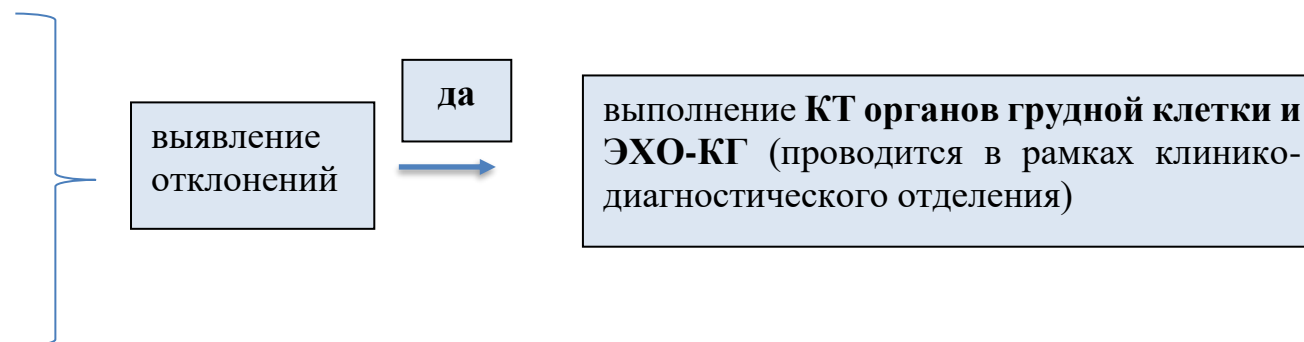 выявление
отклонений
да
выполнение КТ органов грудной клетки и
ЭХО-КГ (проводится в рамках клинико-
диагностического отделения)